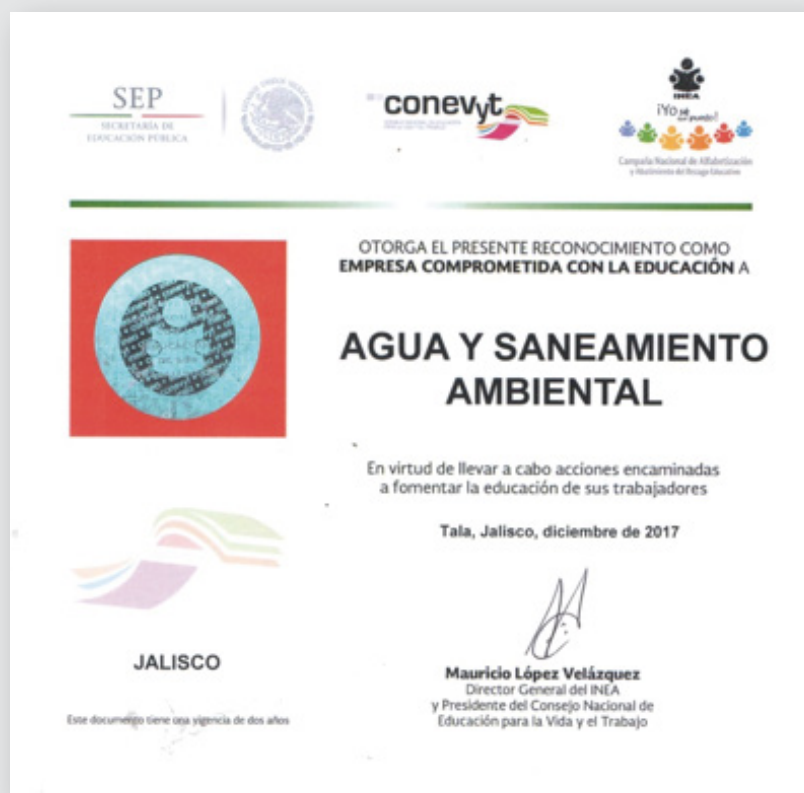 SEP
SECRETARÍA DE
EDUCACIÓN PÚBLICA
conevyt
INEA
¡Yo sé que puedo!
Campaña Nacional de Alfabetización
y Abatimiento del Rezago Educativo
OTORGA EL PRESENTE RECONOCIMIENTO COMO
EMPRESA COMPROMETIDA CON LA EDUCACIÓN A
AGUA Y SANEAMIENTO
AMBIENTAL
En virtud de llevar a cabo acciones encaminadas
a fomentar la educación de sus trabajadores
Tala, Jalisco, diciembre de 2017
JALISCO
Mauricio López Velázquez
Director General del INEA
y Presidente del Consejo Nacional de
Educación para la Vida y el Trabajo
Este documento tiene una vigencia de dos años